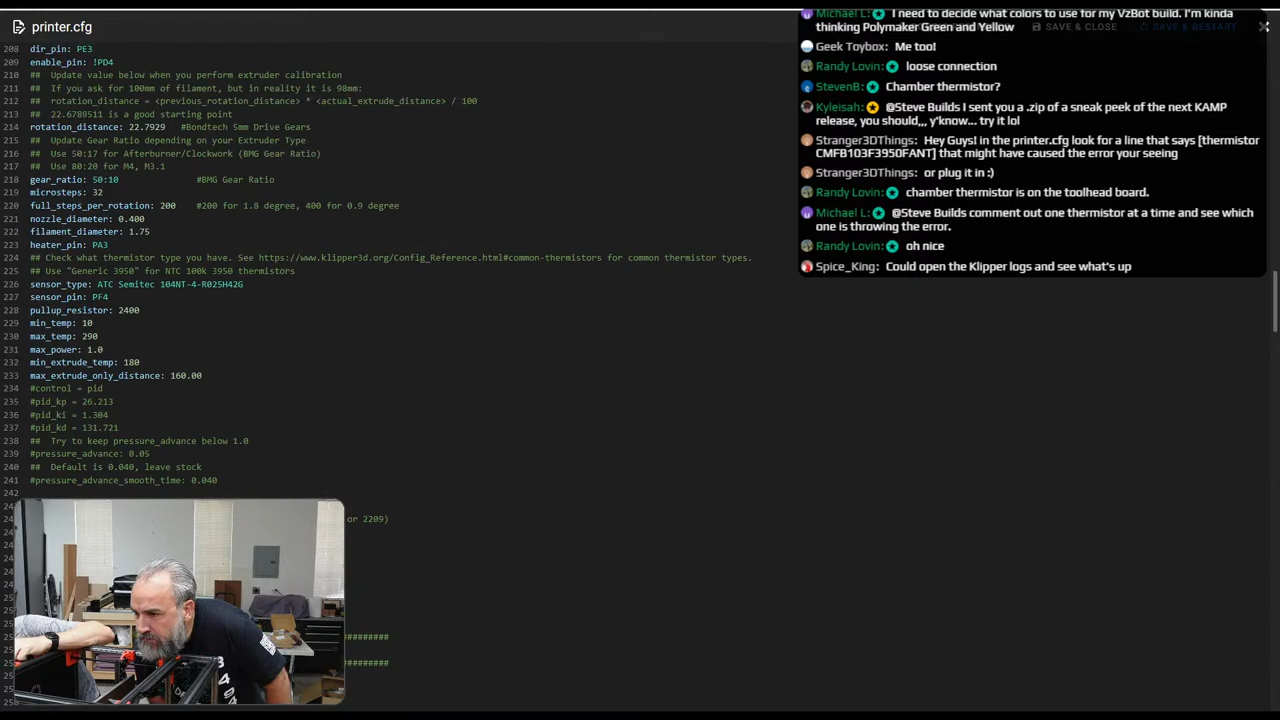 printer.cfg
SAVE & CLOSE
208 dir_pin: PE3
209 enable_pin: !PD4
210 ## Update value below when you perform extruder calibration
211 ## If you ask for 100mm of filament, but in reality it is 98mm:
212 ## rotation_distance = <previous_rotation_distance> * <actual_extrude_distance> / 100
213 ## 22.6789511 is a good starting point
214 rotation_distance: 22.7929 #Bondtech 5mm Drive Gears
215 ## Update Gear Ratio depending on your Extruder Type
216 ## Use 50:17 for Afterburner/Clockwork (BMG Gear Ratio)
217 ## Use 80:20 for M4, M3.1
218 gear_ratio: 50:10 #BMG Gear Ratio
219 microsteps: 32
220 full_steps_per_rotation: 200 #200 for 1.8 degree, 400 for 0.9 degree
221 nozzle_diameter: 0.400
222 filament_diameter: 1.75
223 heater_pin: PA3
224 ## Check what thermistor type you have. See https://www.klipper3d.org/Config_Reference.html#common-thermistors for common thermistor types.
225 ## Use "Generic 3950" for NTC 100k 3950 thermistors
226 sensor_type: ATC Semitec 104NT-4-R025H42G
227 sensor_pin: PF4
228 pullup_resistor: 2400
229 min_temp: 10
230 max_temp: 290
231 max_power: 1.0
232 min_extrude_temp: 180
233 max_extrude_only_distance: 160.00
234 #control = pid
235 #pid_kp = 26.213
236 #pid_ki = 1.304
237 #pid_kd = 131.721
238 ## Try to keep pressure_advance below 1.0
239 #pressure_advance: 0.05
240 ## Default is 0.040, leave stock
241 #pressure_advance_smooth_time: 0.040
242
or 2209)
#########
#########
Michael L: I need to decide what colors to use for my VzBot build. I'm kinda
thinking Polymaker Green and Yellow
Geek Toybox: Me too!
Randy Lovin: loose connection
StevenB: Chamber thermistor?
Kyleisah: @Steve Builds I sent you a .zip of a sneak peek of the next KAMP
release, you should,,, y'know... try it lol
Stranger3DThings: Hey Guys! in the printer.cfg look for a line that says [thermistor
CMFB103F3950FANT] that might have caused the error your seeing
Stranger3DThings: or plug it in :)
Randy Lovin: chamber thermistor is on the toolhead board.
Michael L: @Steve Builds comment out one thermistor at a time and see which
one is throwing the error.
Randy Lovin: oh nice
Spice_King: Could open the Klipper logs and see what's up